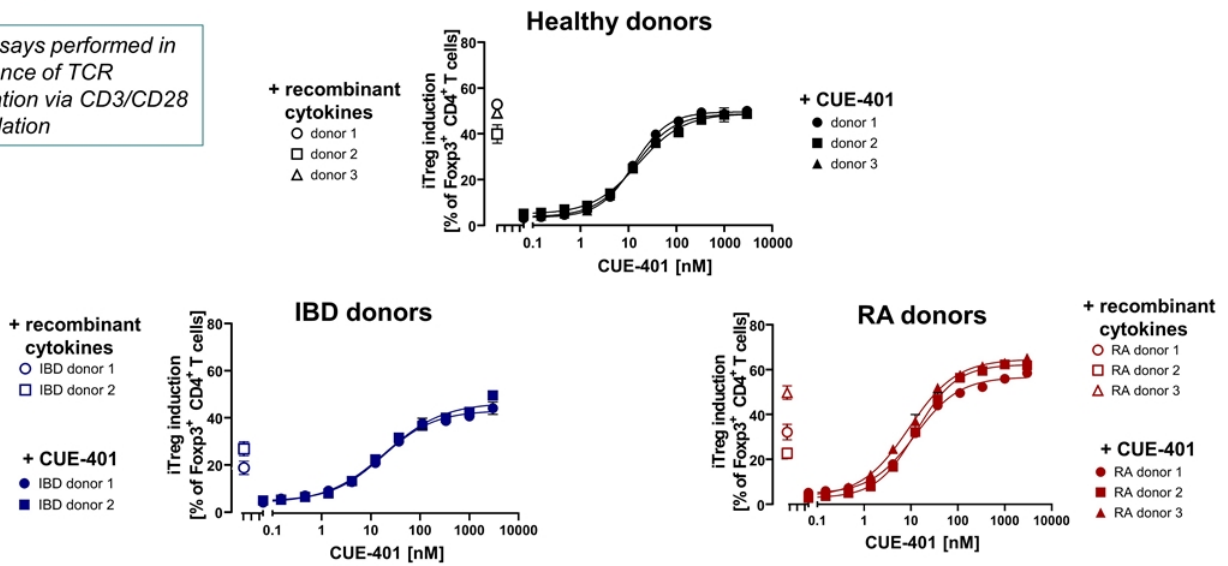 Healthy donors
says performed in
nce of TCR
ation via CD3/CD28
lation
+ recombinant
cytokines
donor 1
donor 2
donor 3
iTreg induction
[% of Foxp3+ CD4+ T cells]
80
60
40
20
0
0.1 1 10 100 1000 10000
CUE-401 [nM]
+ CUE-401
donor 1
donor 2
donor 3
IBD donors
+ recombinant
cytokines
IBD donor 1
IBD donor 2
+ CUE-401
IBD donor 1
IBD donor 2
iTreg induction
[% of Foxp3+ CD4+ T cells]
80
60
40
20
0
0.1 1 10 100 1000 10000
CUE-401 [nM]
RA donors
iTreg induction
[% of Foxp3+ CD4+ T cells]
80
60
40
20
0
0.1 1 10 100 1000 10000
CUE-401 [nM]
+ recombinant
cytokines
RA donor 1
RA donor 2
RA donor 3
+ CUE-401
RA donor 1
RA donor 2
RA donor 3